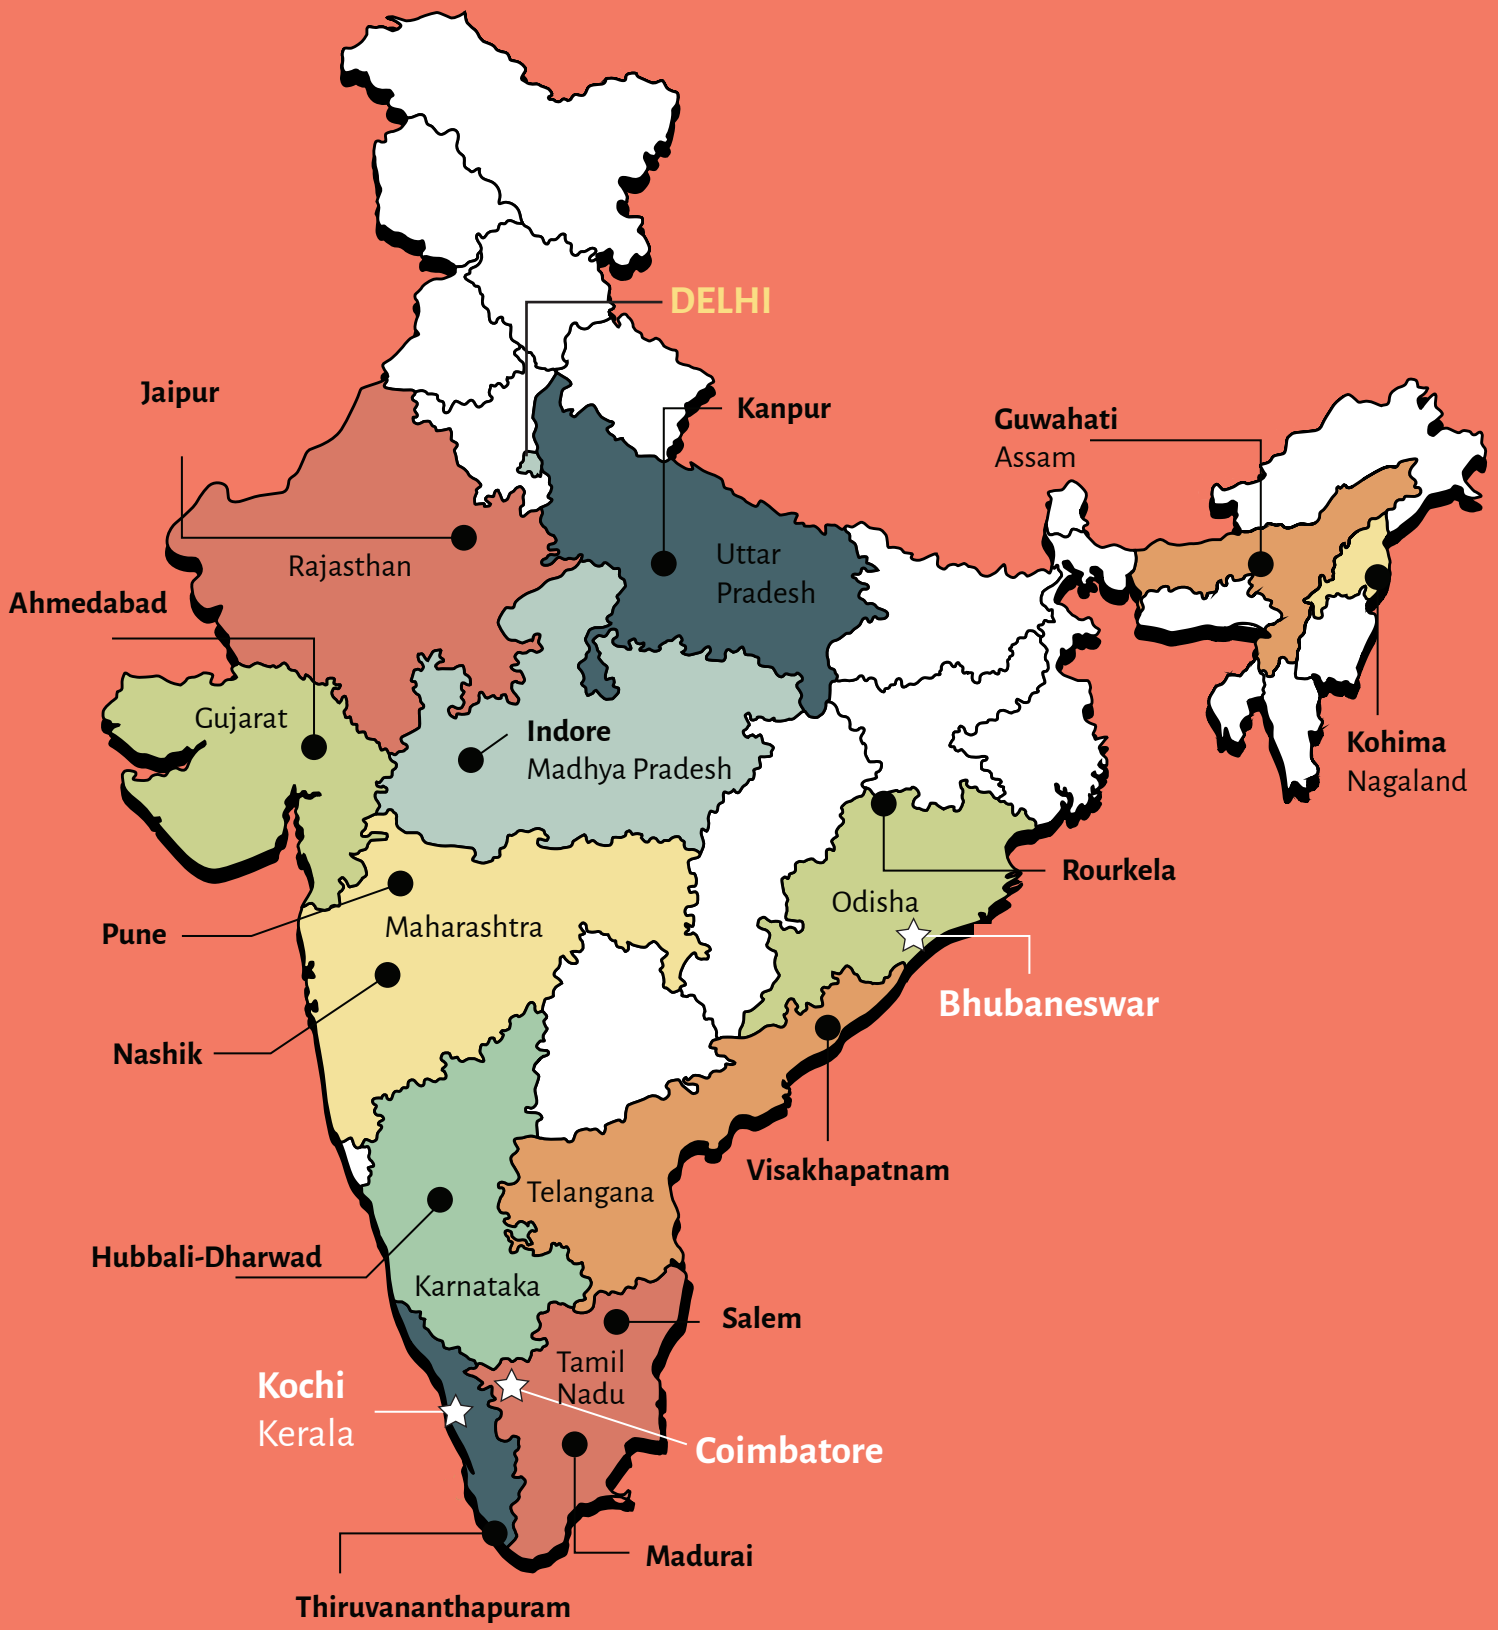 DELHI
Jaipur
Kanpur
Guwahati
Assam
Rajasthan
Uttar
Pradesh
Ahmedabad
Gujarat
Indore
Madhya Pradesh
Kohima
Nagaland
Rourkela
Odisha
Pune
Maharashtra
Bhubaneswar
Nashik
Visakhapatnam
Telangana
Hubbali-Dharwad
Karnataka
Salem
Tamil
Nadu
Kochi
Kerala
Coimbatore
Madurai
Thiruvananthapuram